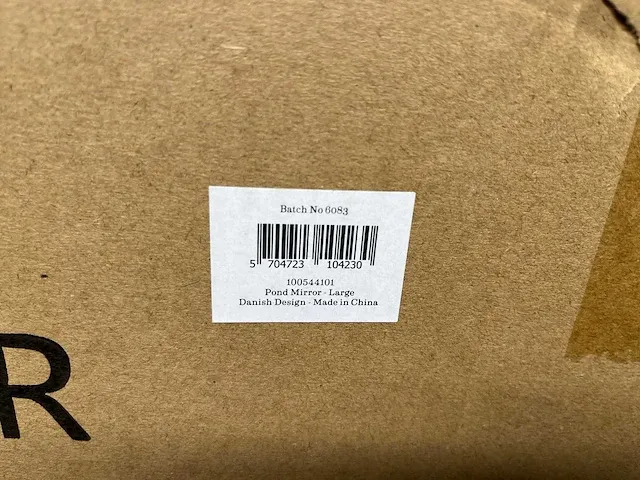 Batch No 6083
5 704723 104230
100544101
Pond Mirror - Large
Danish Design - Made in China
R